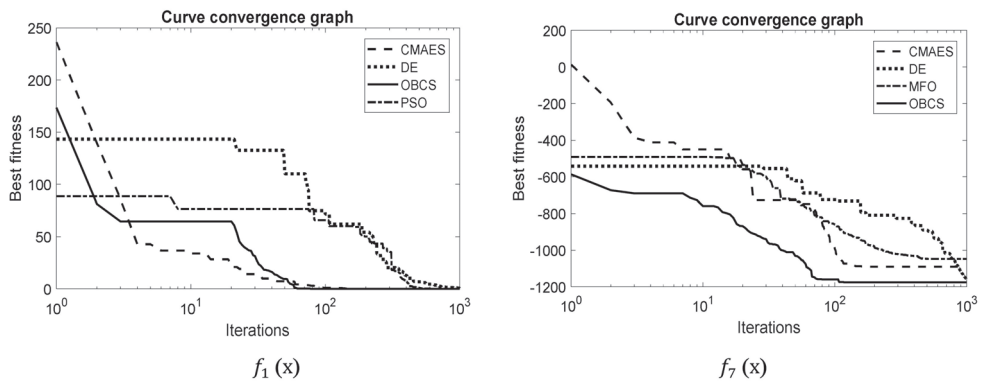 Curve convergence graph
250
200
150
100
50
0
Best fitness
10^0
10^1
10^2
10^3
Iterations
CMAES
DE
OBCS
PSO
f_1 (x)
Curve convergence graph
200
0
-200
-400
-600
-800
-1000
-1200
Best fitness
10^0
10^1
10^2
10^3
Iterations
CMAES
DE
MFO
OBCS
f_7 (x)